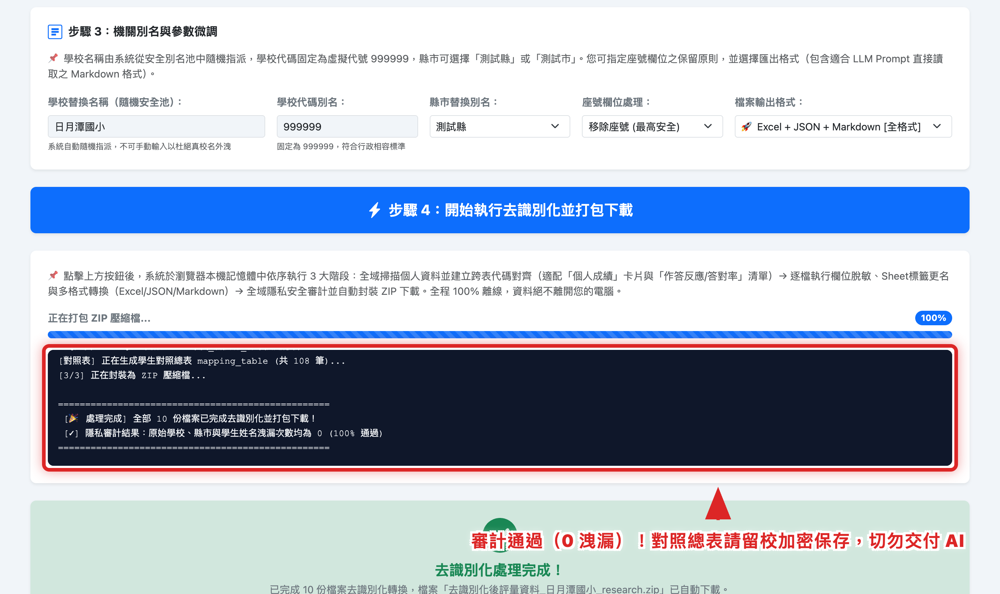 步驟 3：機關別名與參數微調
📌 學校名稱由系統從安全別名池中隨機指派，學校代碼固定為虛擬代號 999999，縣市可選擇「測試縣」或「測試市」。您可指定座號欄位之保留原則，並選擇匯出格式（包含適合 LLM Prompt 直接讀
取之 Markdown 格式）。
學校替換名稱（隨機安全池）：
學校代碼別名：
縣市替換別名：
座號欄位處理：
檔案輸出格式：
日月潭國小
999999
測試縣
移除座號 (最高安全)
🚀 Excel + JSON + Markdown [全格式]
系統自動隨機指派，不可手動輸入以杜絕真校名外洩
固定為 999999，符合行政相容標準
步驟 4：開始執行去識別化並打包下載
📌 點擊上方按鈕後，系統於瀏覽器本機記憶體中依序執行 3 大階段：全域掃描個人資料並建立跨表代碼對齊（適配「個人成績」卡片與「作答反應/答對率」清單）→ 逐檔執行欄位脫敏、Sheet標籤更名
與多格式轉換（Excel/JSON/Markdown）→ 全域隱私安全審計並自動封裝 ZIP 下載。全程 100% 離線，資料絕不離開您的電腦。
正在打包 ZIP 壓縮檔...
100%
[對照表] 正在生成學生對照總表 mapping_table (共 108 筆)...
[3/3] 正在封裝為 ZIP 壓縮檔...
==================================================
[🎉 處理完成] 全部 10 份檔案已完成去識別化並打包下載！
[✓] 隱私審計結果：原始學校、縣市與學生姓名洩漏次數均為 0 (100% 通過)
==================================================
審計通過（0 洩漏）！對照總表請留校加密保存，切勿交付 AI
去識別化處理完成！
已完成 10 份檔案去識別化轉換，檔案「去識別化後評量資料_日月潭國小_research.zip」已自動下載。